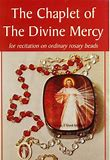 The Chaplet of
The Divine Mercy
for recitation on ordinary rosary beads